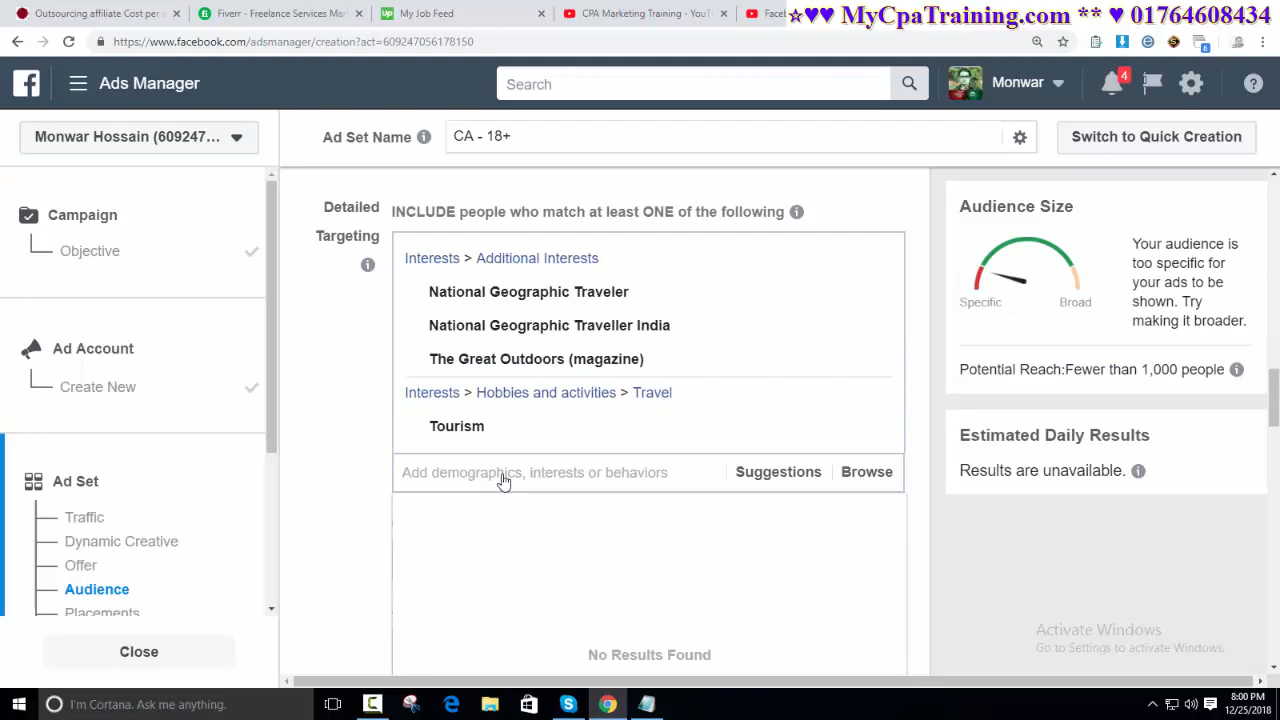 Outsourcing affiliate Cost per
Fiverr - Freelance Services Mar
My Job Feed
CPA Marketing Training - YouT
Faceb
☆♥♥ MyCpaTraining.com ** ♥ 01764608434
https://www.facebook.com/adsmanager/creation?act=609247056178150
6
Ads Manager
Search
Monwar
4
Monwar Hossain (609247...
Ad Set Name
CA - 18+
Switch to Quick Creation
Campaign
Objective
Ad Account
Create New
Ad Set
Traffic
Dynamic Creative
Offer
Audience
Placements
Close
Detailed
Targeting
INCLUDE people who match at least ONE of the following
Interests > Additional Interests
National Geographic Traveler
National Geographic Traveller India
The Great Outdoors (magazine)
Interests > Hobbies and activities > Travel
Tourism
Add demographics, interests or behaviors
Suggestions
Browse
No Results Found
Audience Size
Specific
Broad
Your audience is
too specific for
your ads to be
shown. Try
making it broader.
Potential Reach:Fewer than 1,000 people
Estimated Daily Results
Results are unavailable.
Activate Windows
Go to Settings to activate Windows.
I'm Cortana. Ask me anything.
8:00 PM
12/25/2018